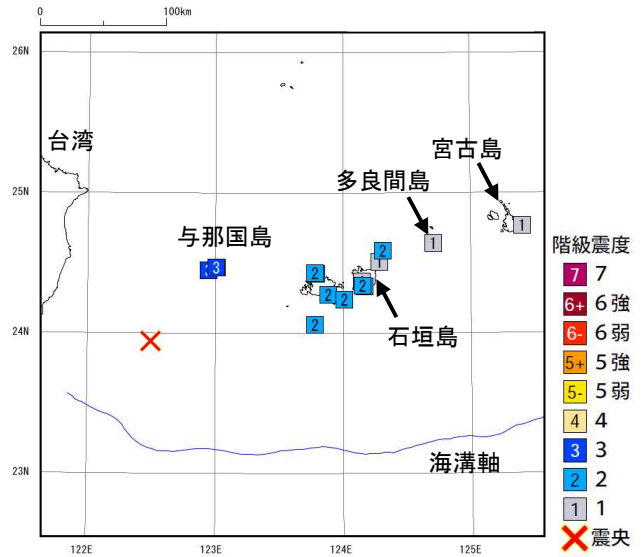 0 100km
26N
台湾
宮古島
25N
多良間島
1
与那国島
1
2
1
3 3
2
2
2 2
2
石垣島
24N
海溝軸
23N
122E 123E 124E 125E
階級震度
7 7
6+ 6強
6- 6弱
5+ 5強
5- 5弱
4 4
3 3
2 2
1 1
震央